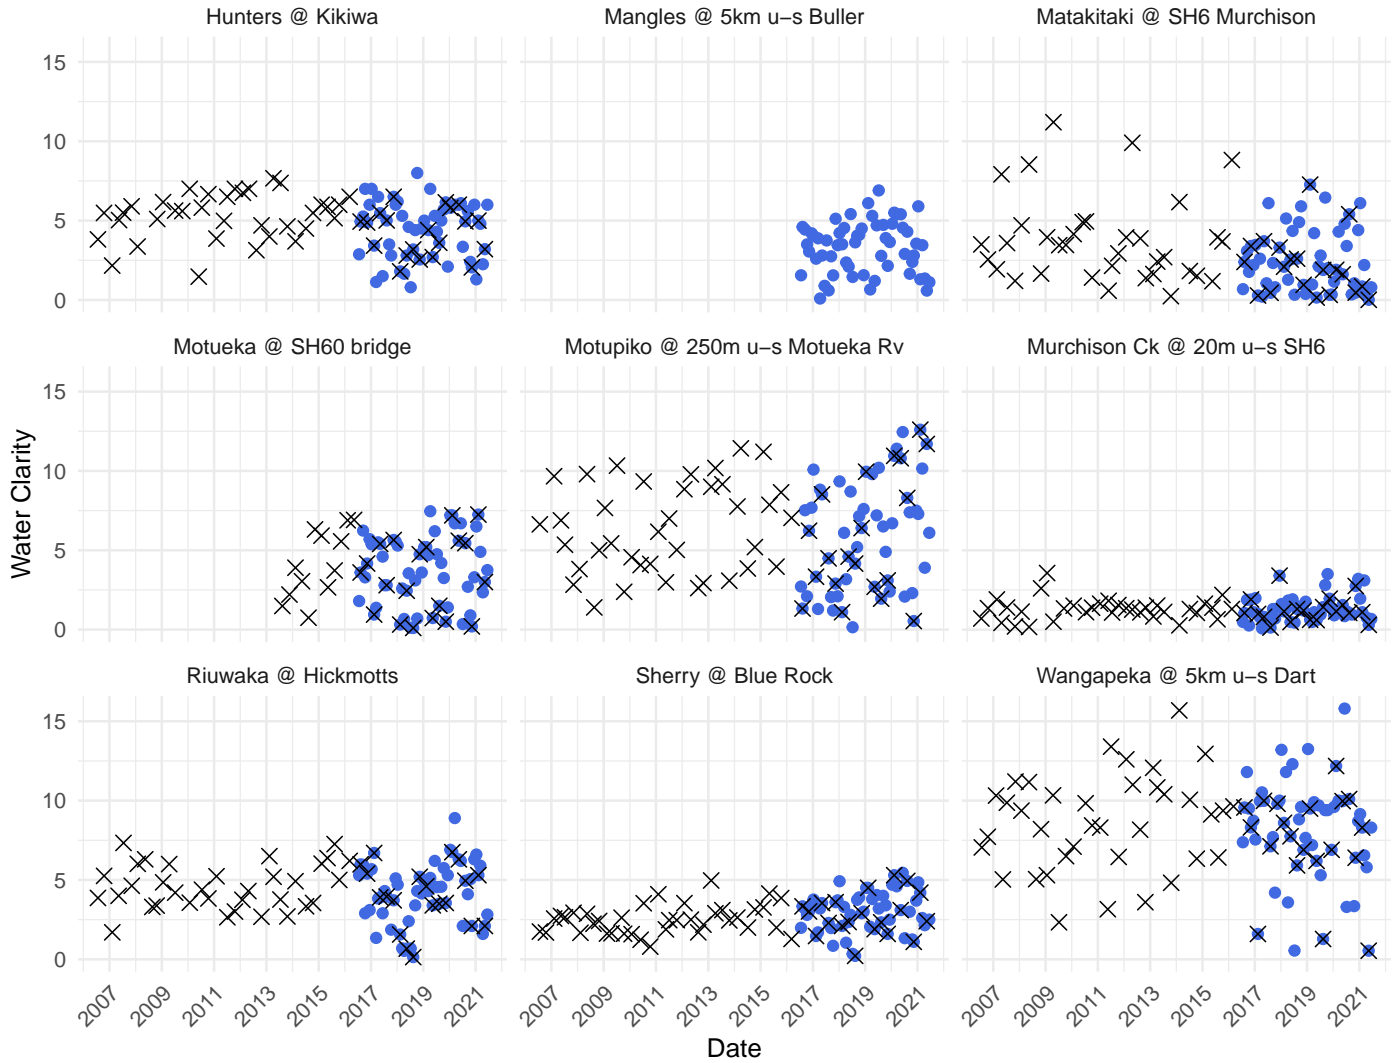 Hunters @ Kikiwa
Mangles @ 5km u−s Buller
Matakitaki @ SH6 Murchison
15
10
5
0
Motueka @ SH60 bridge
Motupiko @ 250m u−s Motueka Rv
Murchison Ck @ 20m u−s SH6
15
10
5
0
Water Clarity
Riuwaka @ Hickmotts
Sherry @ Blue Rock
Wangapeka @ 5km u−s Dart
15
10
5
0
2007 2009 2011 2013 2015 2017 2019 2021
2007 2009 2011 2013 2015 2017 2019 2021
2007 2009 2011 2013 2015 2017 2019 2021
Date